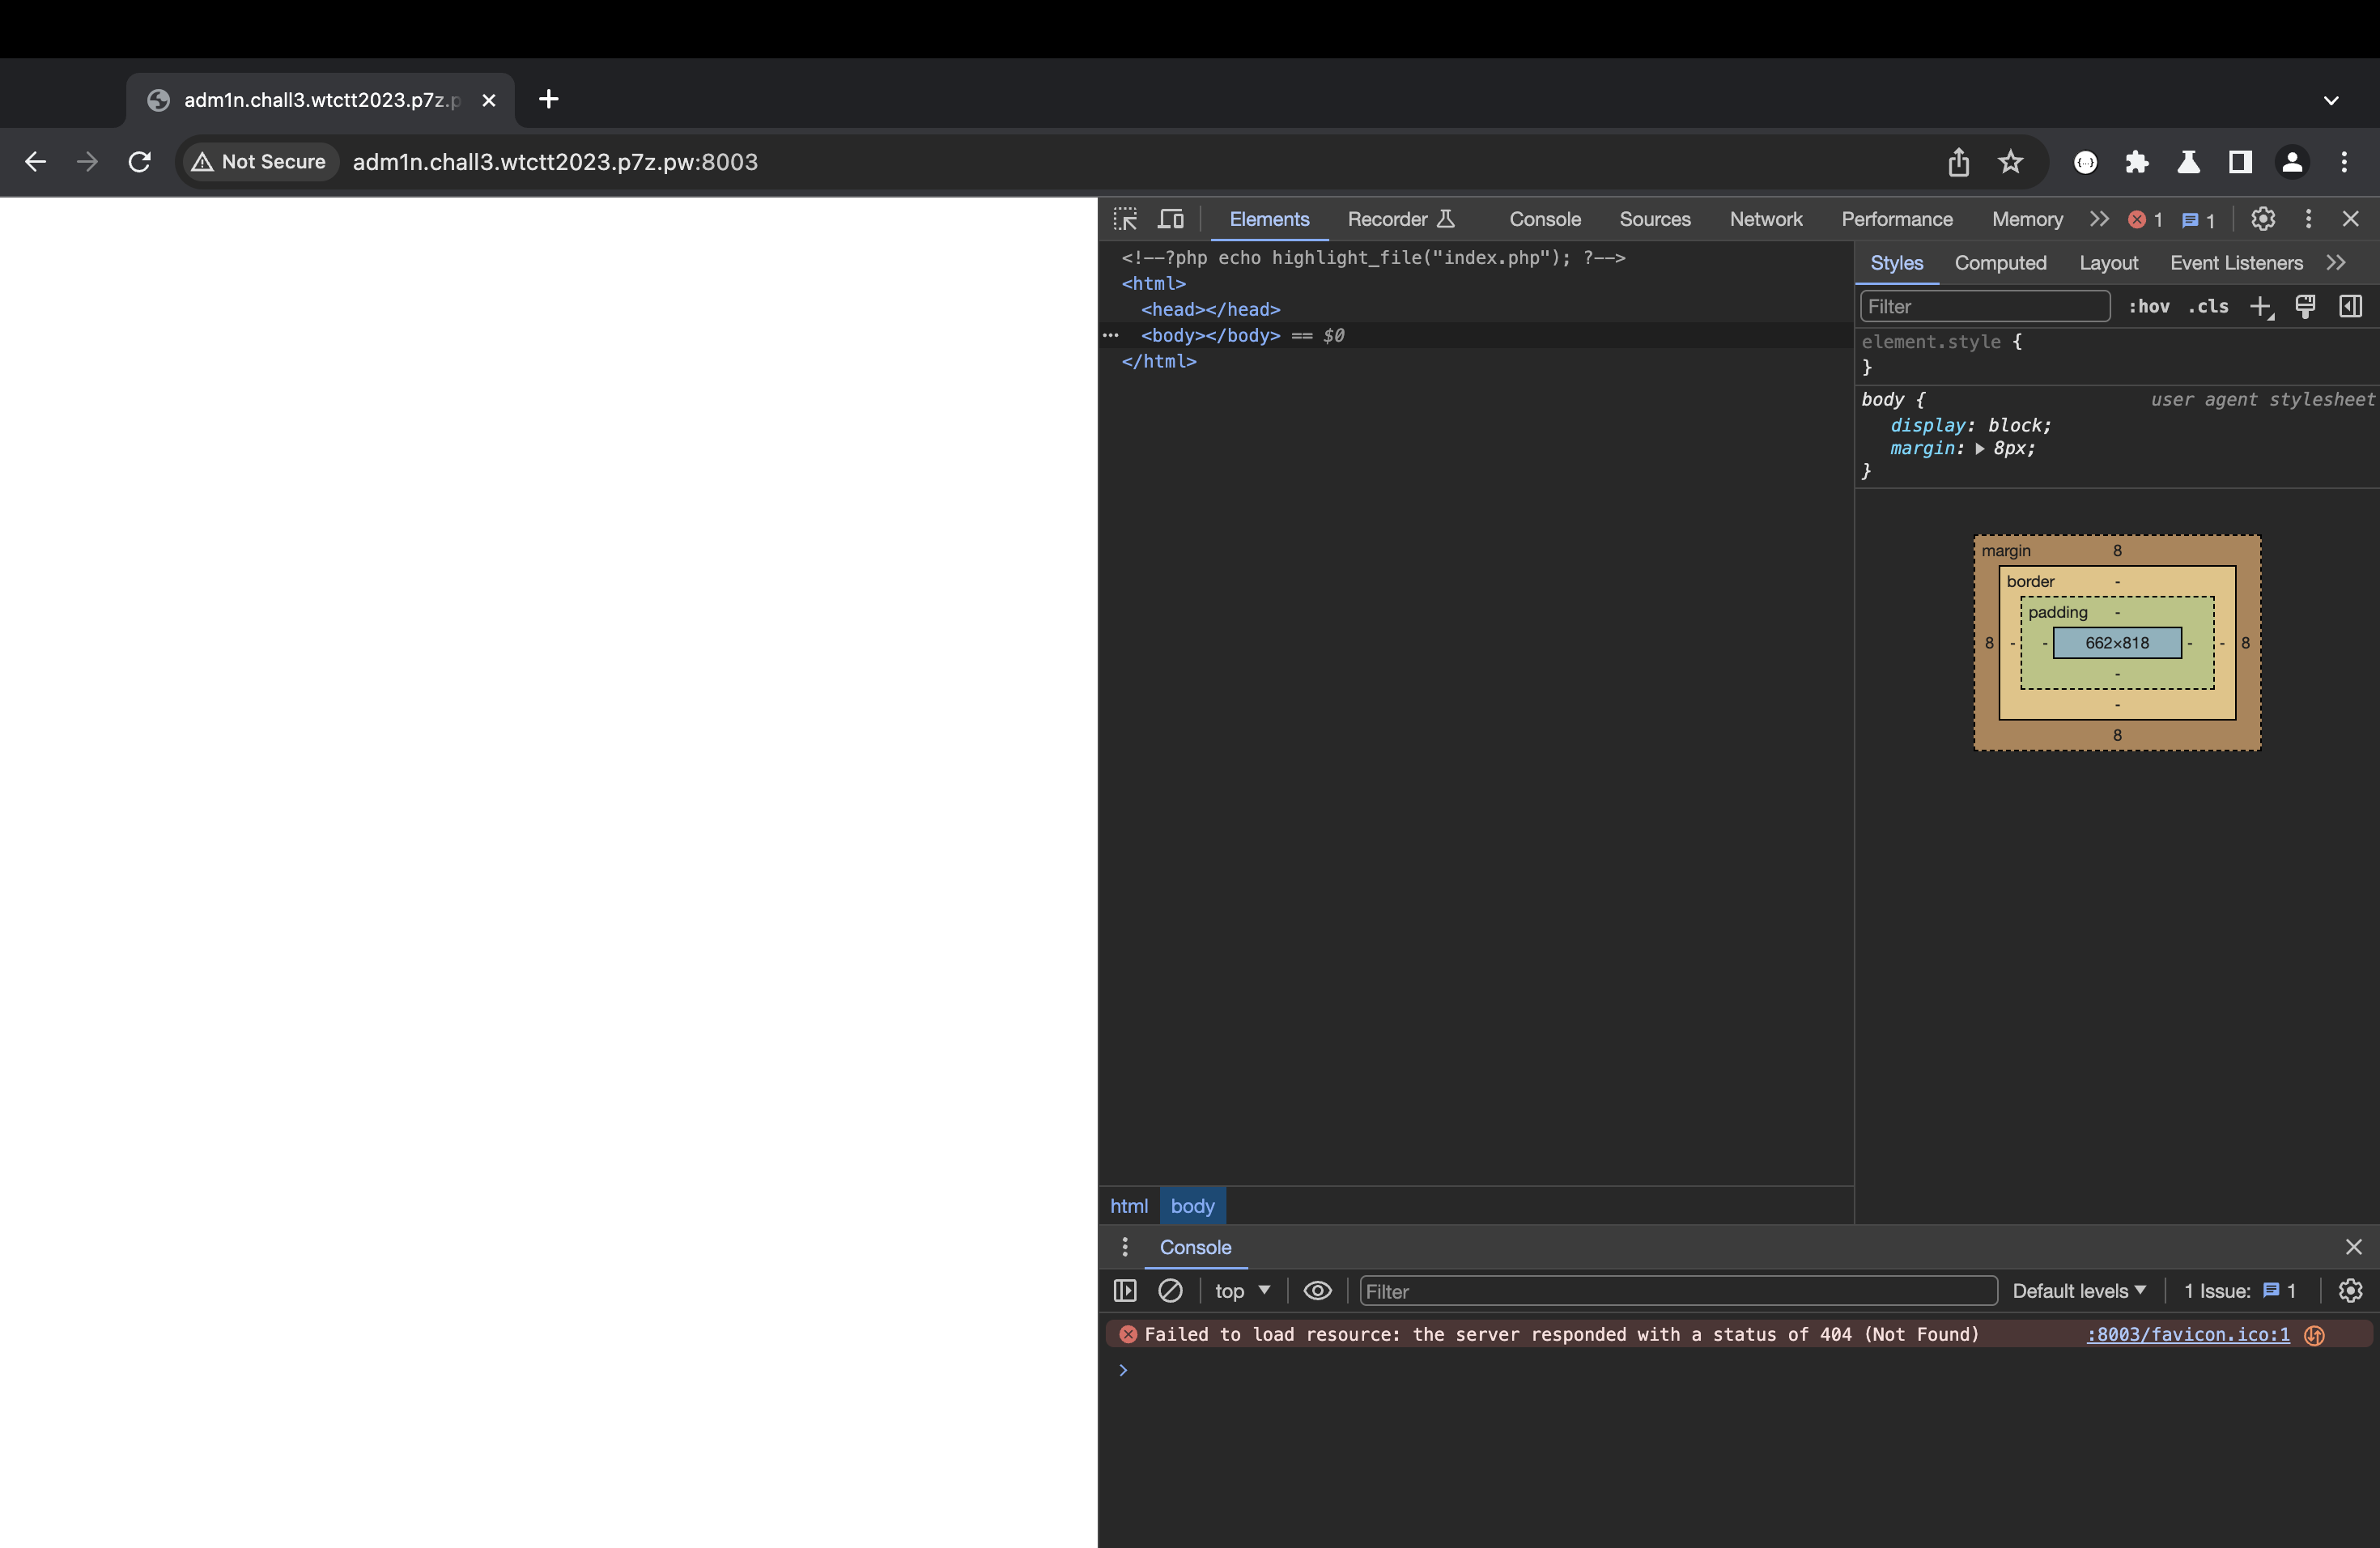 adm1n.chall3.wtctt2023.p7z.p
Not Secure adm1n.chall3.wtctt2023.p7z.pw:8003
Elements Recorder Console Sources Network Performance Memory 1 1
<!--?php echo highlight_file("index.php"); ?-->
<html>
<head></head>
<body></body> == $0
</html>
html body
Styles Computed Layout Event Listeners
Filter :hov .cls
element.style {
}
body { user agent stylesheet
display: block;
margin: 8px;
}
margin 8
border -
padding -
8 - - 662×818 - - 8
-
-
8
Console
top Filter Default levels 1 Issue: 1
Failed to load resource: the server responded with a status of 404 (Not Found) :8003/favicon.ico:1